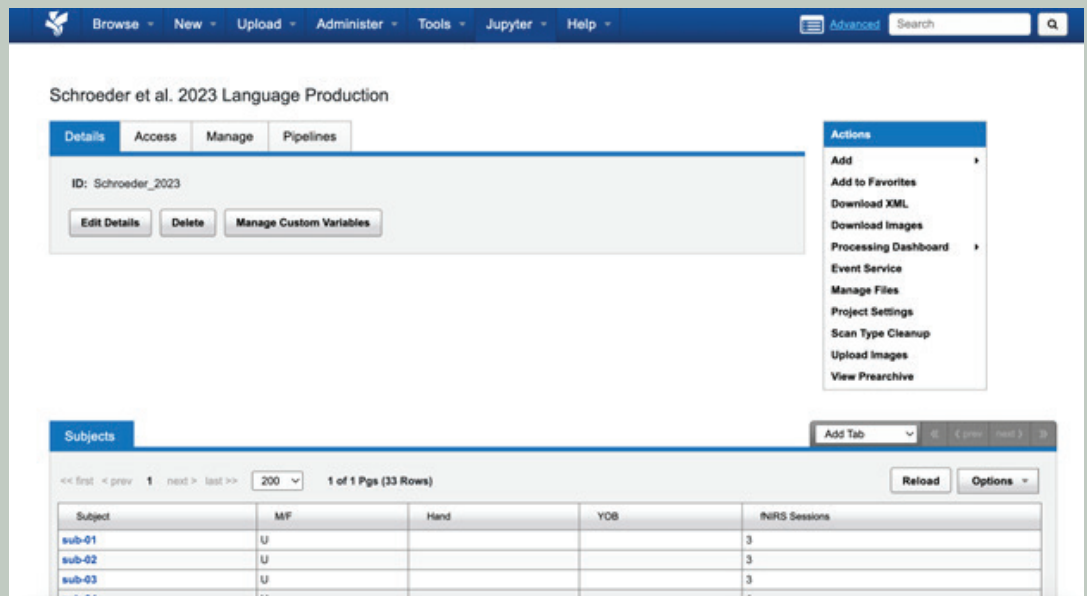 Browse New Upload Administer Tools Jupyter Help Advanced Search
Schroeder et al. 2023 Language Production
Details Access Manage Pipelines
ID: Schroeder_2023
Edit Details Delete Manage Custom Variables
Actions
Add
Add to Favorites
Download XML
Download Images
Processing Dashboard
Event Service
Manage Files
Project Settings
Scan Type Cleanup
Upload Images
View Prearchive
Subjects Add Tab « ‹ prev next › »
<< first < prev 1 next > last >> 200 1 of 1 Pgs (33 Rows) Reload Options
Subject M/F Hand YOB fNIRS Sessions
sub-01 U 3
sub-02 U 3
sub-03 U 3